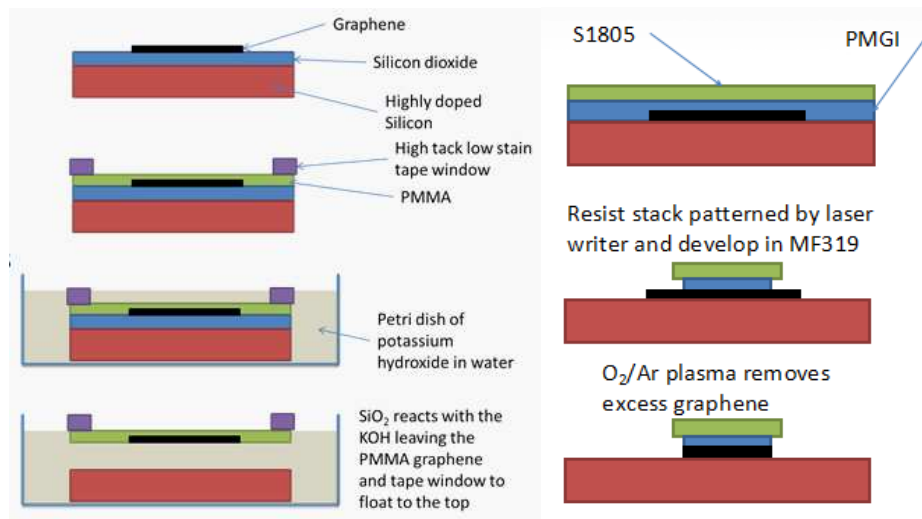 Graphene
Silicon dioxide
Highly doped
Silicon
High tack low stain
tape window
PMMA
Petri dish of
potassium
hydroxide in water
SiO₂ reacts with the
KOH leaving the
PMMA graphene
and tape window to
float to the top
S1805
PMGI
Resist stack patterned by laser
writer and develop in MF319
O₂/Ar plasma removes
excess graphene